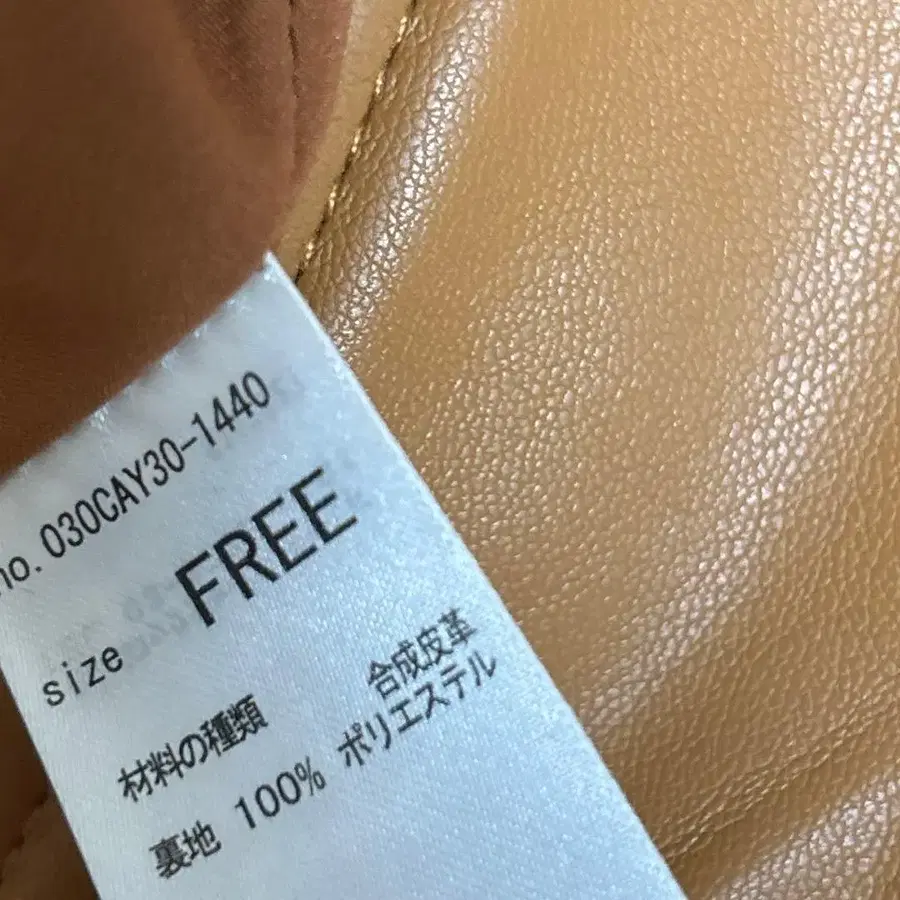 no. 030CAY30-1440
size FREE
材料の種類 合成皮革
裏地 100% ポリエステル